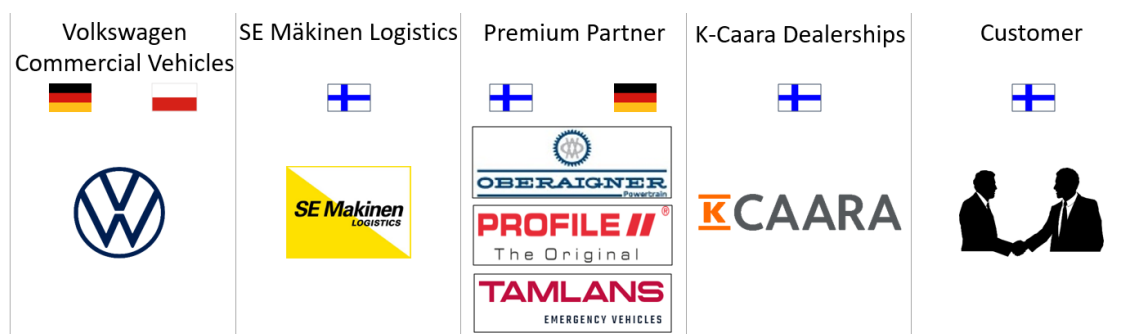 Volkswagen
Commercial Vehicles
SE Mäkinen Logistics
Premium Partner
K-Caara Dealerships
Customer
SE Makinen
LOGISTICS
OBERAIGNER
Powertrain
PROFILE II®
The Original
TAMLANS
EMERGENCY VEHICLES
K CAARA